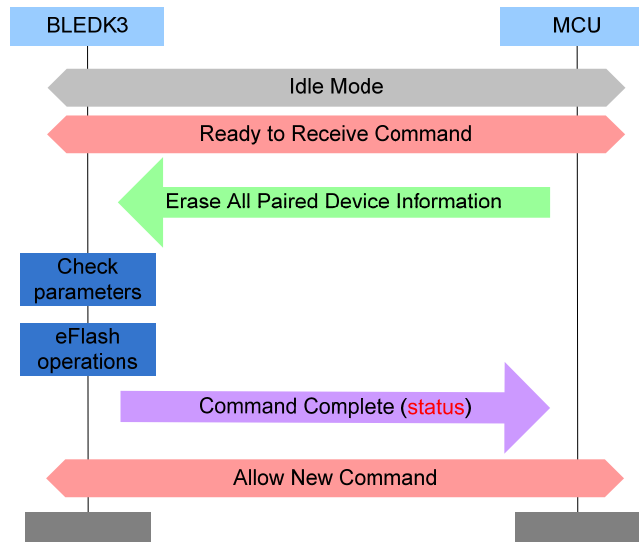 BLEDK3
MCU
Idle Mode
Ready to Receive Command
Erase All Paired Device Information
Check
parameters
eFlash
operations
Command Complete (status)
Allow New Command